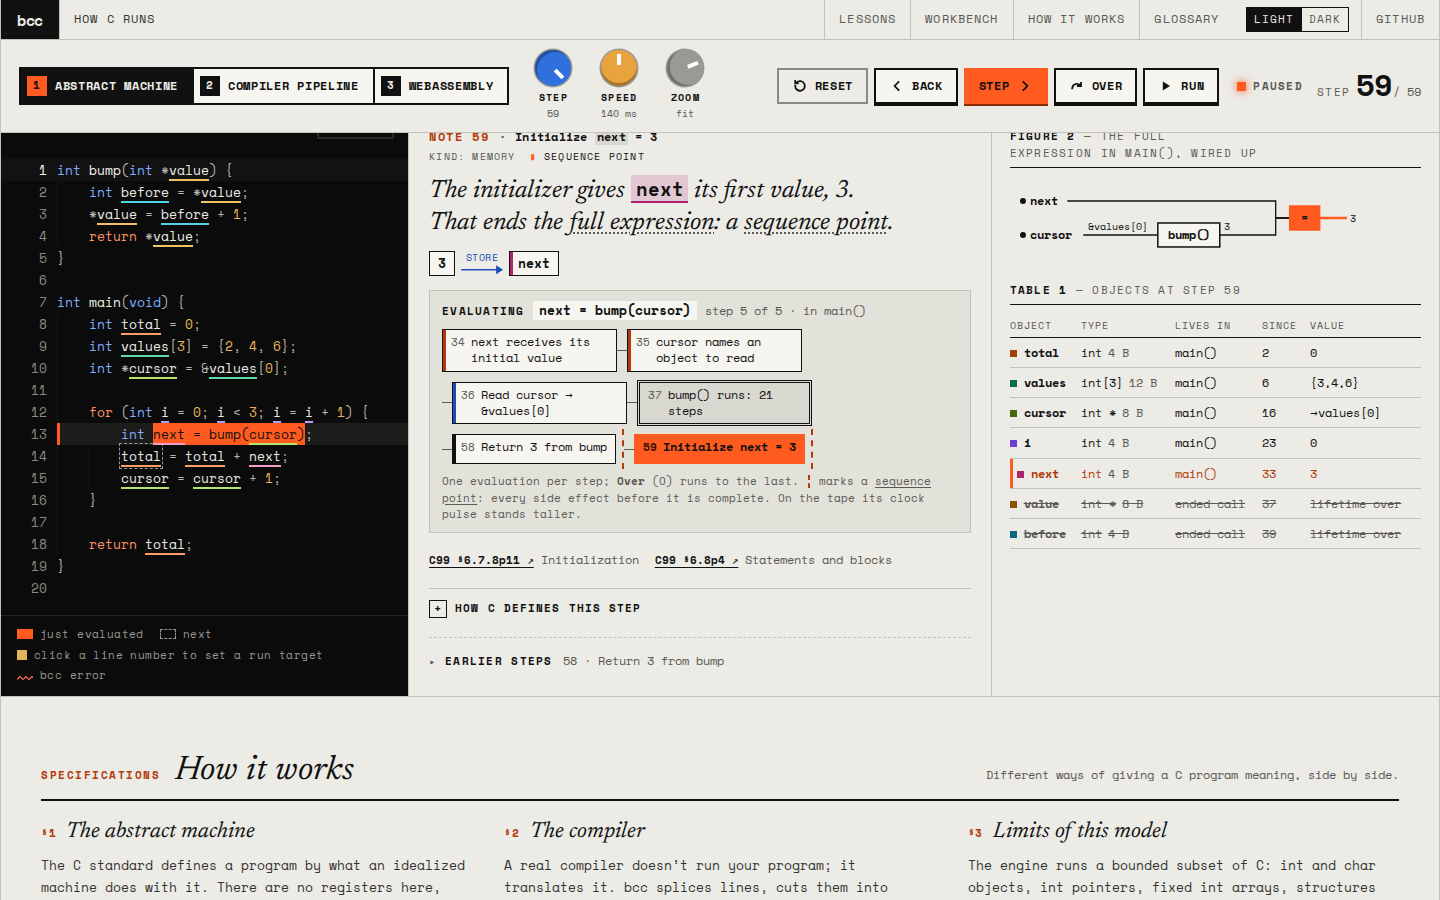 bcc HOW C RUNS LESSONS WORKBENCH HOW IT WORKS GLOSSARY LIGHT DARK GITHUB
1 ABSTRACT MACHINE 2 COMPILER PIPELINE 3 WEBASSEMBLY
STEP SPEED ZOOM
59 140 ms fit
RESET BACK STEP OVER RUN PAUSED STEP 59 / 59
1 int bump(int *value) {
2 int before = *value;
3 *value = before + 1;
4 return *value;
5 }
6
7 int main(void) {
8 int total = 0;
9 int values[3] = {2, 4, 6};
10 int *cursor = &values[0];
11
12 for (int i = 0; i < 3; i = i + 1) {
13 int next = bump(cursor);
14 total = total + next;
15 cursor = cursor + 1;
16 }
17
18 return total;
19 }
20
just evaluated next
click a line number to set a run target
bcc error
NOTE 59 · Initialize next = 3
KIND: MEMORY SEQUENCE POINT
The initializer gives next its first value, 3.
That ends the full expression: a sequence point.
3 STORE next
EVALUATING next = bump(cursor) step 5 of 5 · in main()
34 next receives its initial value
35 cursor names an object to read
36 Read cursor → &values[0]
37 bump() runs: 21 steps
58 Return 3 from bump
59 Initialize next = 3
One evaluation per step; Over (O) runs to the last. marks a sequence
point: every side effect before it is complete. On the tape its clock
pulse stands taller.
C99 §6.7.8p11 ↗ Initialization C99 §6.8p4 ↗ Statements and blocks
+ HOW C DEFINES THIS STEP
▸ EARLIER STEPS 58 · Return 3 from bump
FIGURE 2 — THE FULL
EXPRESSION IN MAIN(), WIRED UP
next
cursor &values[0] bump() 3 = 3
TABLE 1 — OBJECTS AT STEP 59
OBJECT TYPE LIVES IN SINCE VALUE
total int 4 B main() 2 0
values int[3] 12 B main() 6 {3,4,6}
cursor int * 8 B main() 16 →values[0]
i int 4 B main() 23 0
next int 4 B main() 33 3
value int * 8 B ended call 37 lifetime over
before int 4 B ended call 39 lifetime over
SPECIFICATIONS How it works Different ways of giving a C program meaning, side by side.
§1 The abstract machine
The C standard defines a program by what an idealized
machine does with it. There are no registers here,
§2 The compiler
A real compiler doesn't run your program; it
translates it. bcc splices lines, cuts them into
§3 Limits of this model
The engine runs a bounded subset of C: int and char
objects, int pointers, fixed int arrays, structures